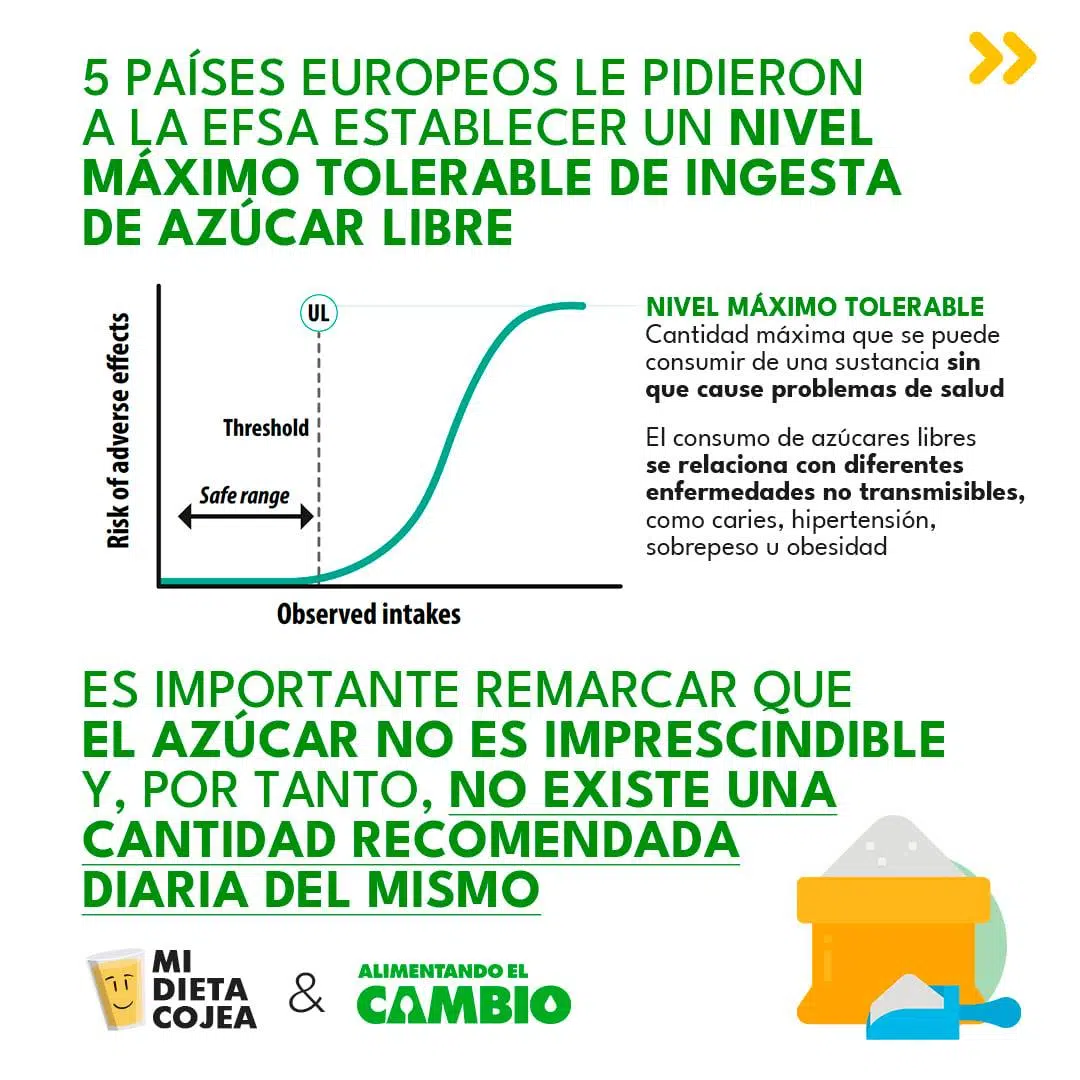 5 PAÍSES EUROPEOS LE PIDIERON
A LA EFSA ESTABLECER UN NIVEL
MÁXIMO TOLERABLE DE INGESTA
DE AZÚCAR LIBRE
Risk of adverse effects
UL
Threshold
Safe range
Observed intakes
NIVEL MÁXIMO TOLERABLE
Cantidad máxima que se puede
consumir de una sustancia sin
que cause problemas de salud
El consumo de azúcares libres
se relaciona con diferentes
enfermedades no transmisibles,
como caries, hipertensión,
sobrepeso u obesidad
ES IMPORTANTE REMARCAR QUE
EL AZÚCAR NO ES IMPRESCINDIBLE
Y, POR TANTO, NO EXISTE UNA
CANTIDAD RECOMENDADA
DIARIA DEL MISMO
MI
DIETA
COJEA
&
ALIMENTANDO EL
CAMBIO